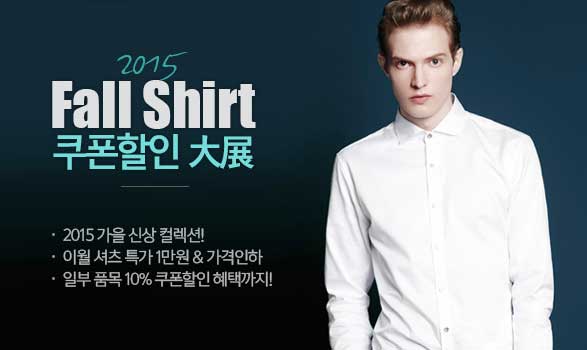 2015
Fall Shirt
쿠폰할인 大展
· 2015 가을 신상 컬렉션!
· 이월 셔츠 특가 1만원 & 가격인하
· 일부 품목 10% 쿠폰할인 혜택까지!